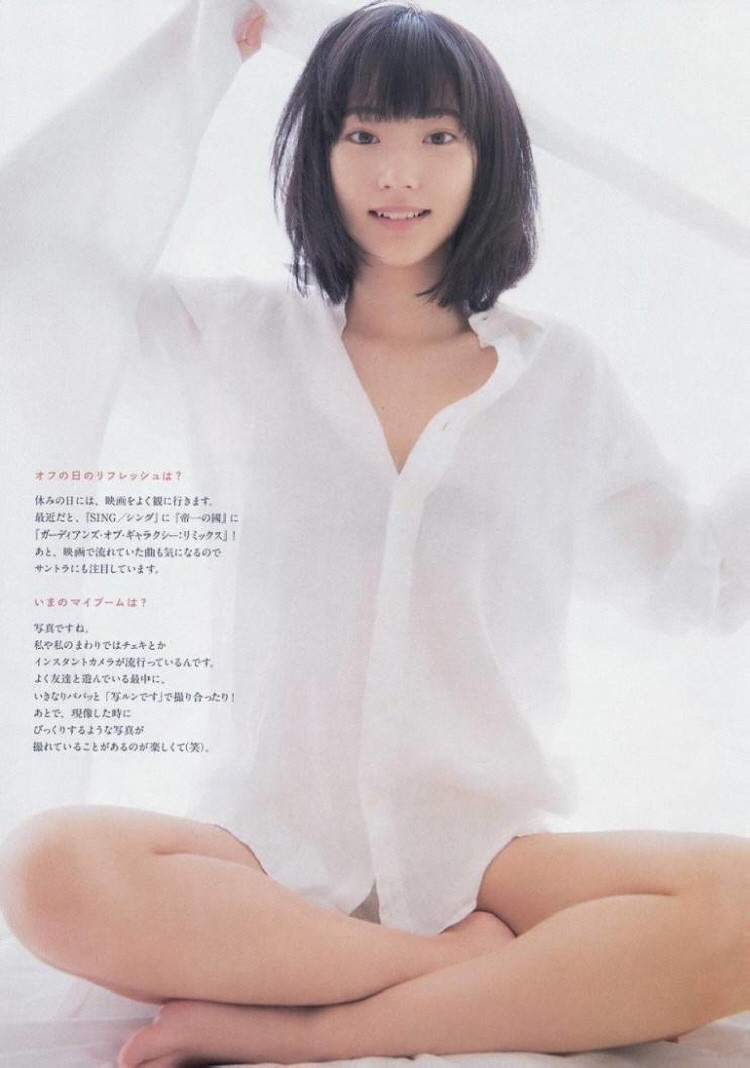 オフの日のリフレッシュは？
休みの日には、映画をよく観に行きます。
最近だと、『SING／シング』に『帝一の國』に
『ガーディアンズ・オブ・ギャラクシー：リミックス』！
あと、映画で流れていた曲も気になるので
サントラにも注目しています。
いまのマイブームは？
写真ですね。
私や私のまわりではチェキとか
インスタントカメラが流行っているんです。
よく友達と遊んでいる最中に、
いきなりパパッと「写ルンです」で撮り合ったり！
あとで、現像した時に
びっくりするような写真が
撮れていることがあるのが楽しくて（笑）。